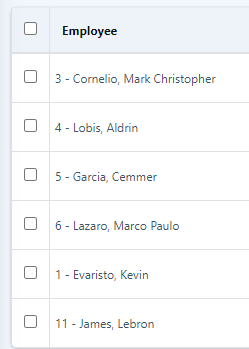 Employee
3 - Cornelio, Mark Christopher
4 - Lobis, Aldrin
5 - Garcia, Cemmer
6 - Lazaro, Marco Paulo
1 - Evaristo, Kevin
11 - James, Lebron